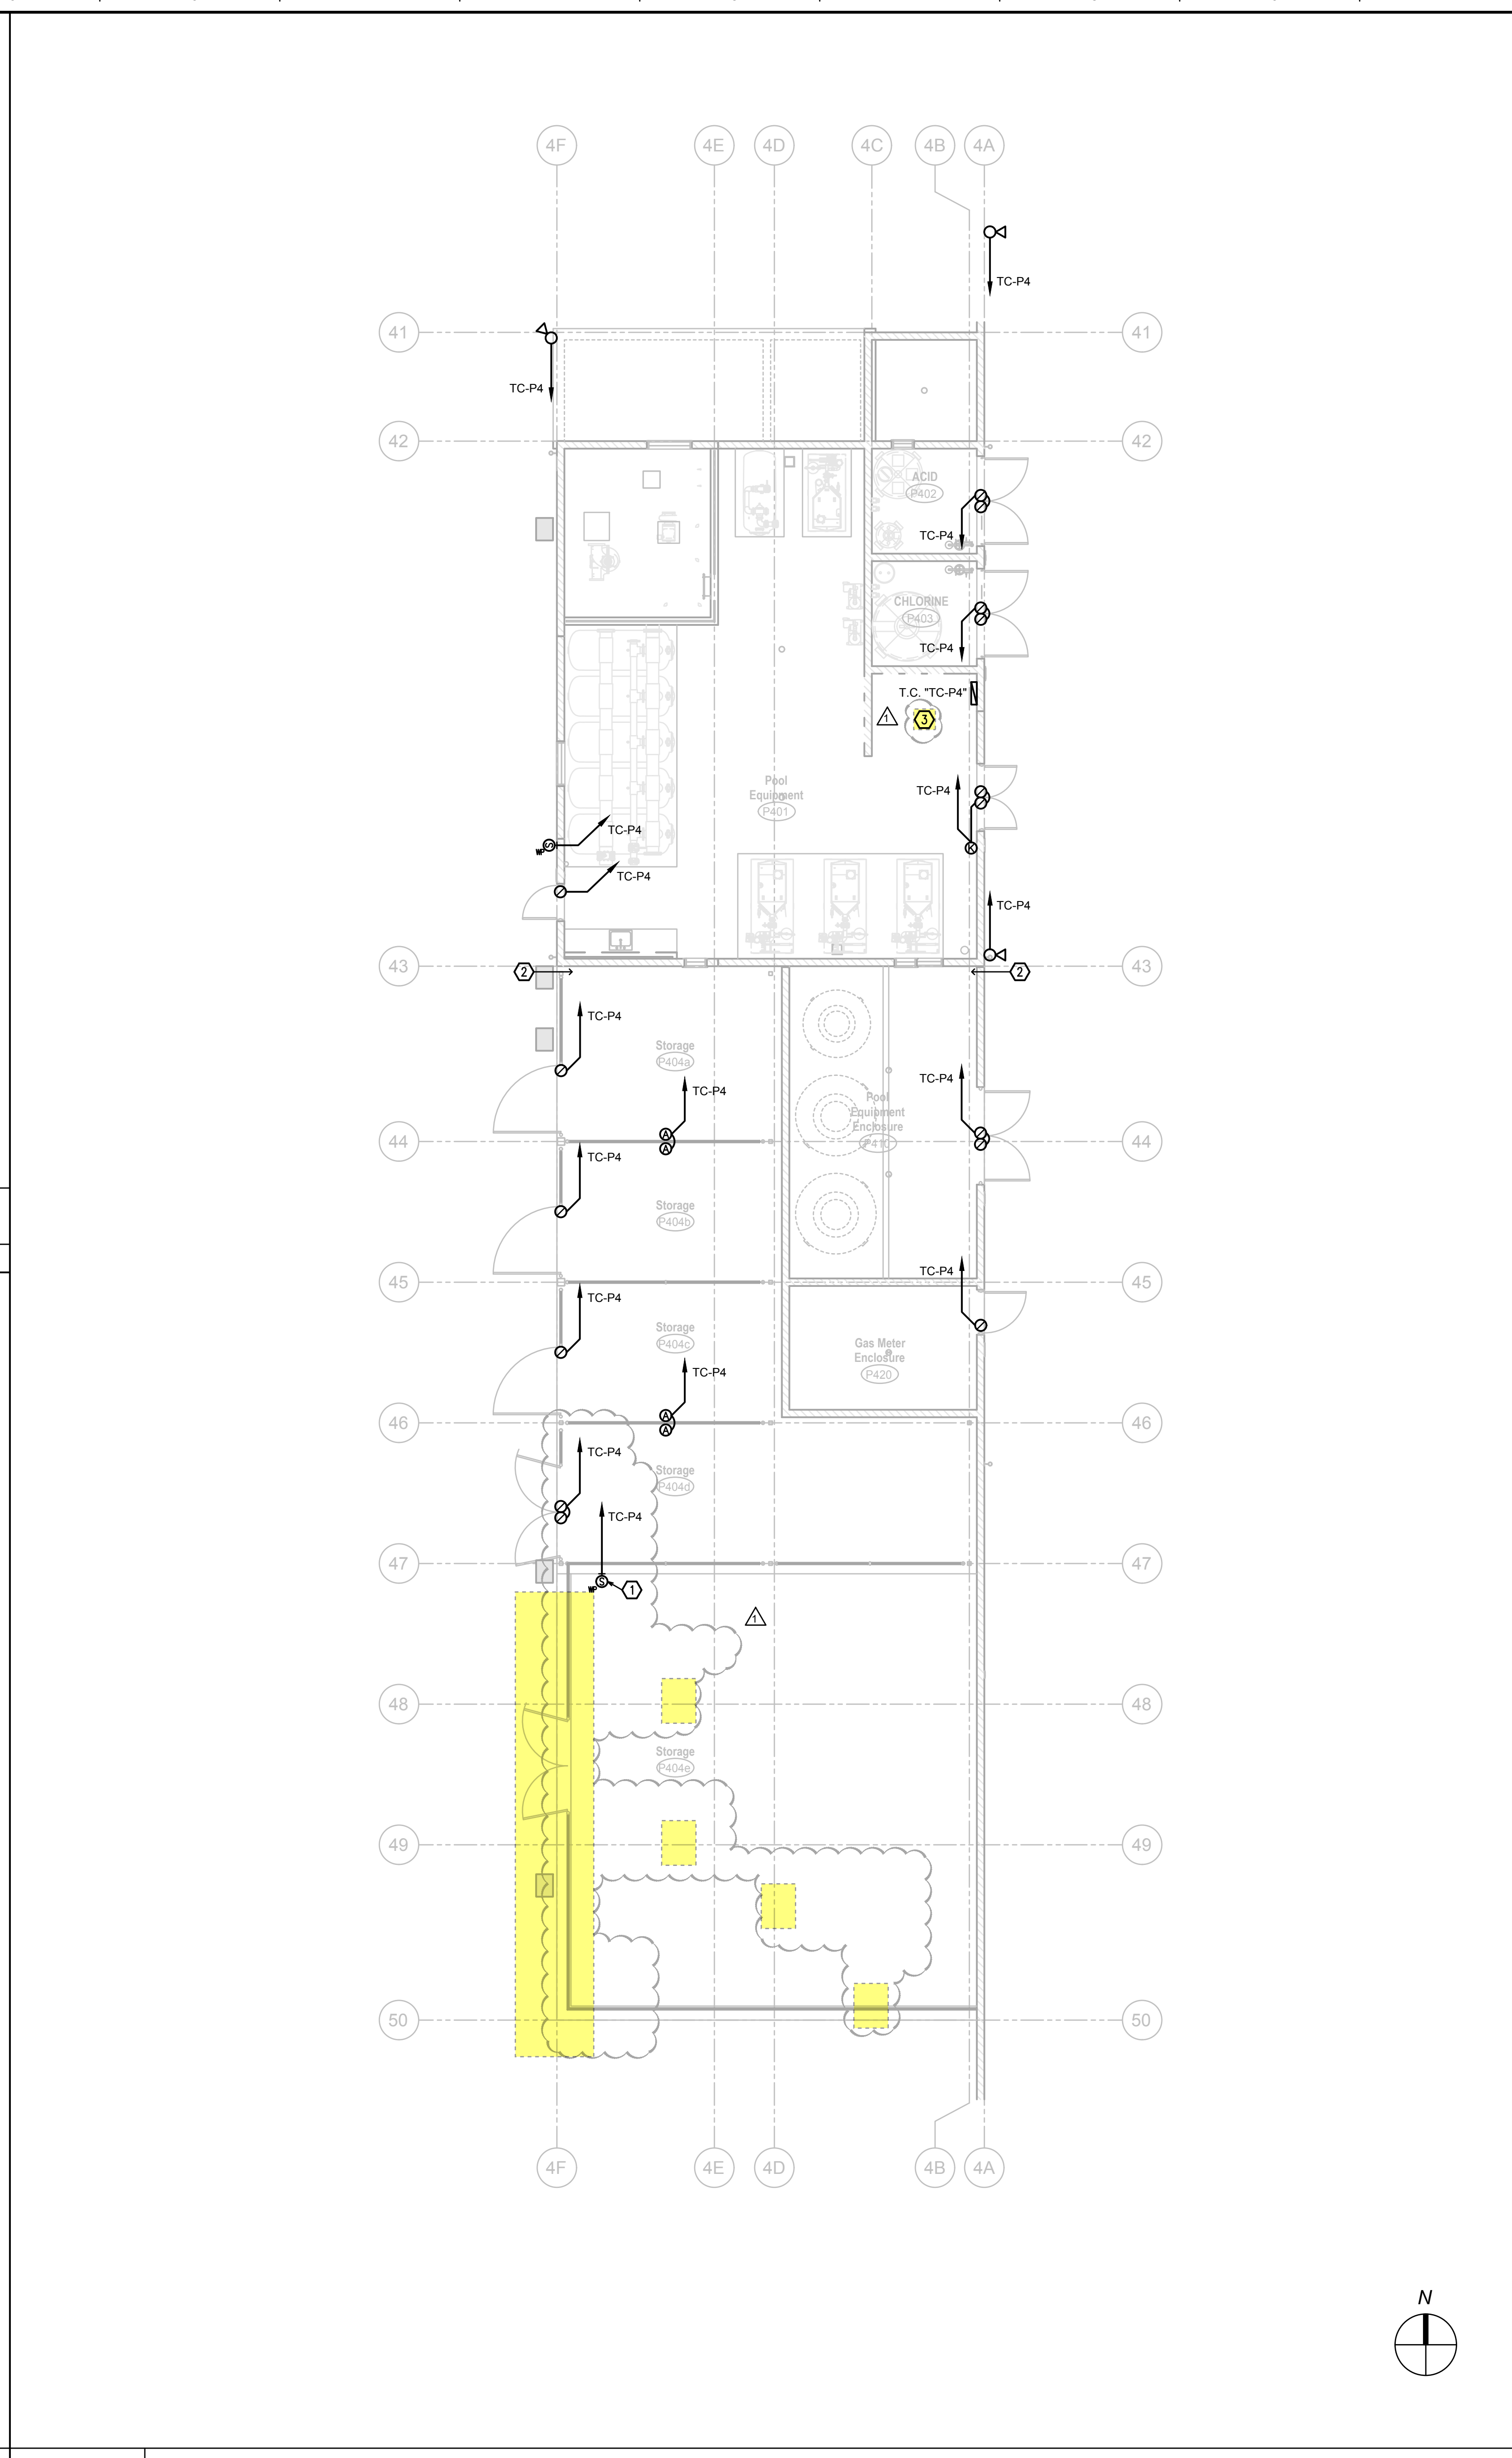 4F
4E
4D
4C
4B
4A
TC-P4
41
41
TC-P4
42
42
ACID
P402
TC-P4
CHLORINE
P403
TC-P4
T.C. "TC-P4"
1
3
Pool
Equipment
P401
TC-P4
TC-P4
S
WP
K
TC-P4
TC-P4
43
2
2
43
TC-P4
Storage
P404a
TC-P4
TC-P4
Pool
Equipment
Enclosure
44
A
A
44
TC-P4
Storage
P404b
TC-P4
45
45
TC-P4
Storage
P404c
Gas Meter
Enclosure
P420
TC-P4
46
A
A
46
TC-P4
Storage
P404d
TC-P4
47
47
S
WP
1
1
48
48
Storage
P404e
49
49
50
50
4F
4E
4D
4B
4A
N